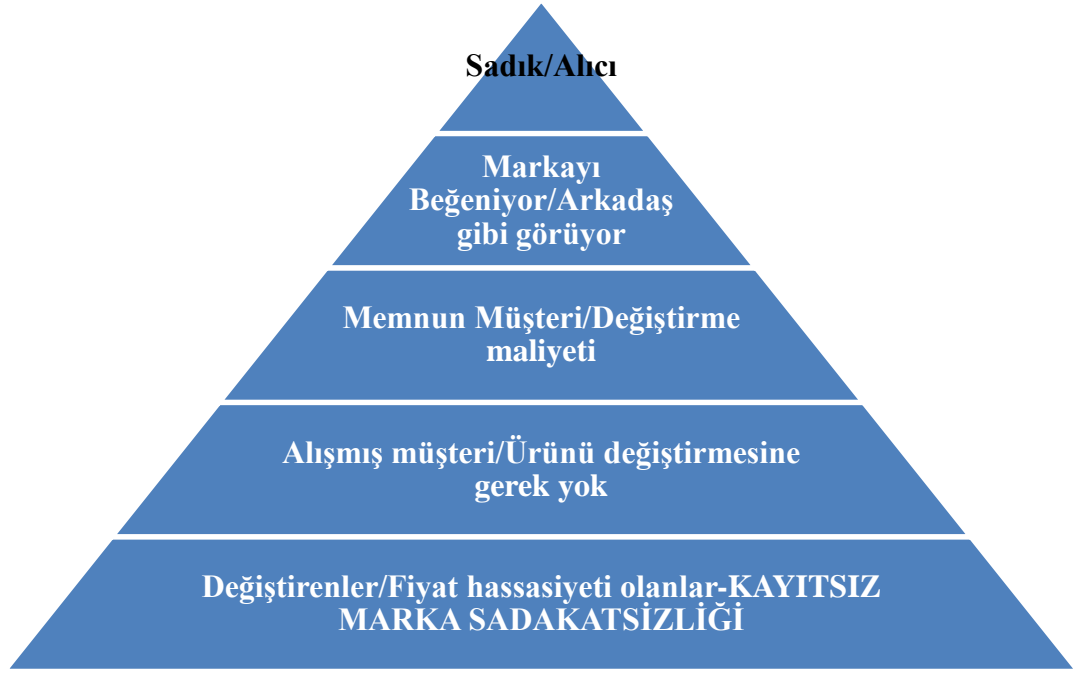 Sadık/Alıcı
Markayı
Beğeniyor/Arkadaş
gibi görüyor
Memnun Müşteri/Değiştirme
maliyeti
Alışmış müşteri/Ürünü değiştirmesine
gerek yok
Değiştirenler/Fiyat hassasiyeti olanlar-KAYITSIZ
MARKA SADAKATSİZLİĞİ